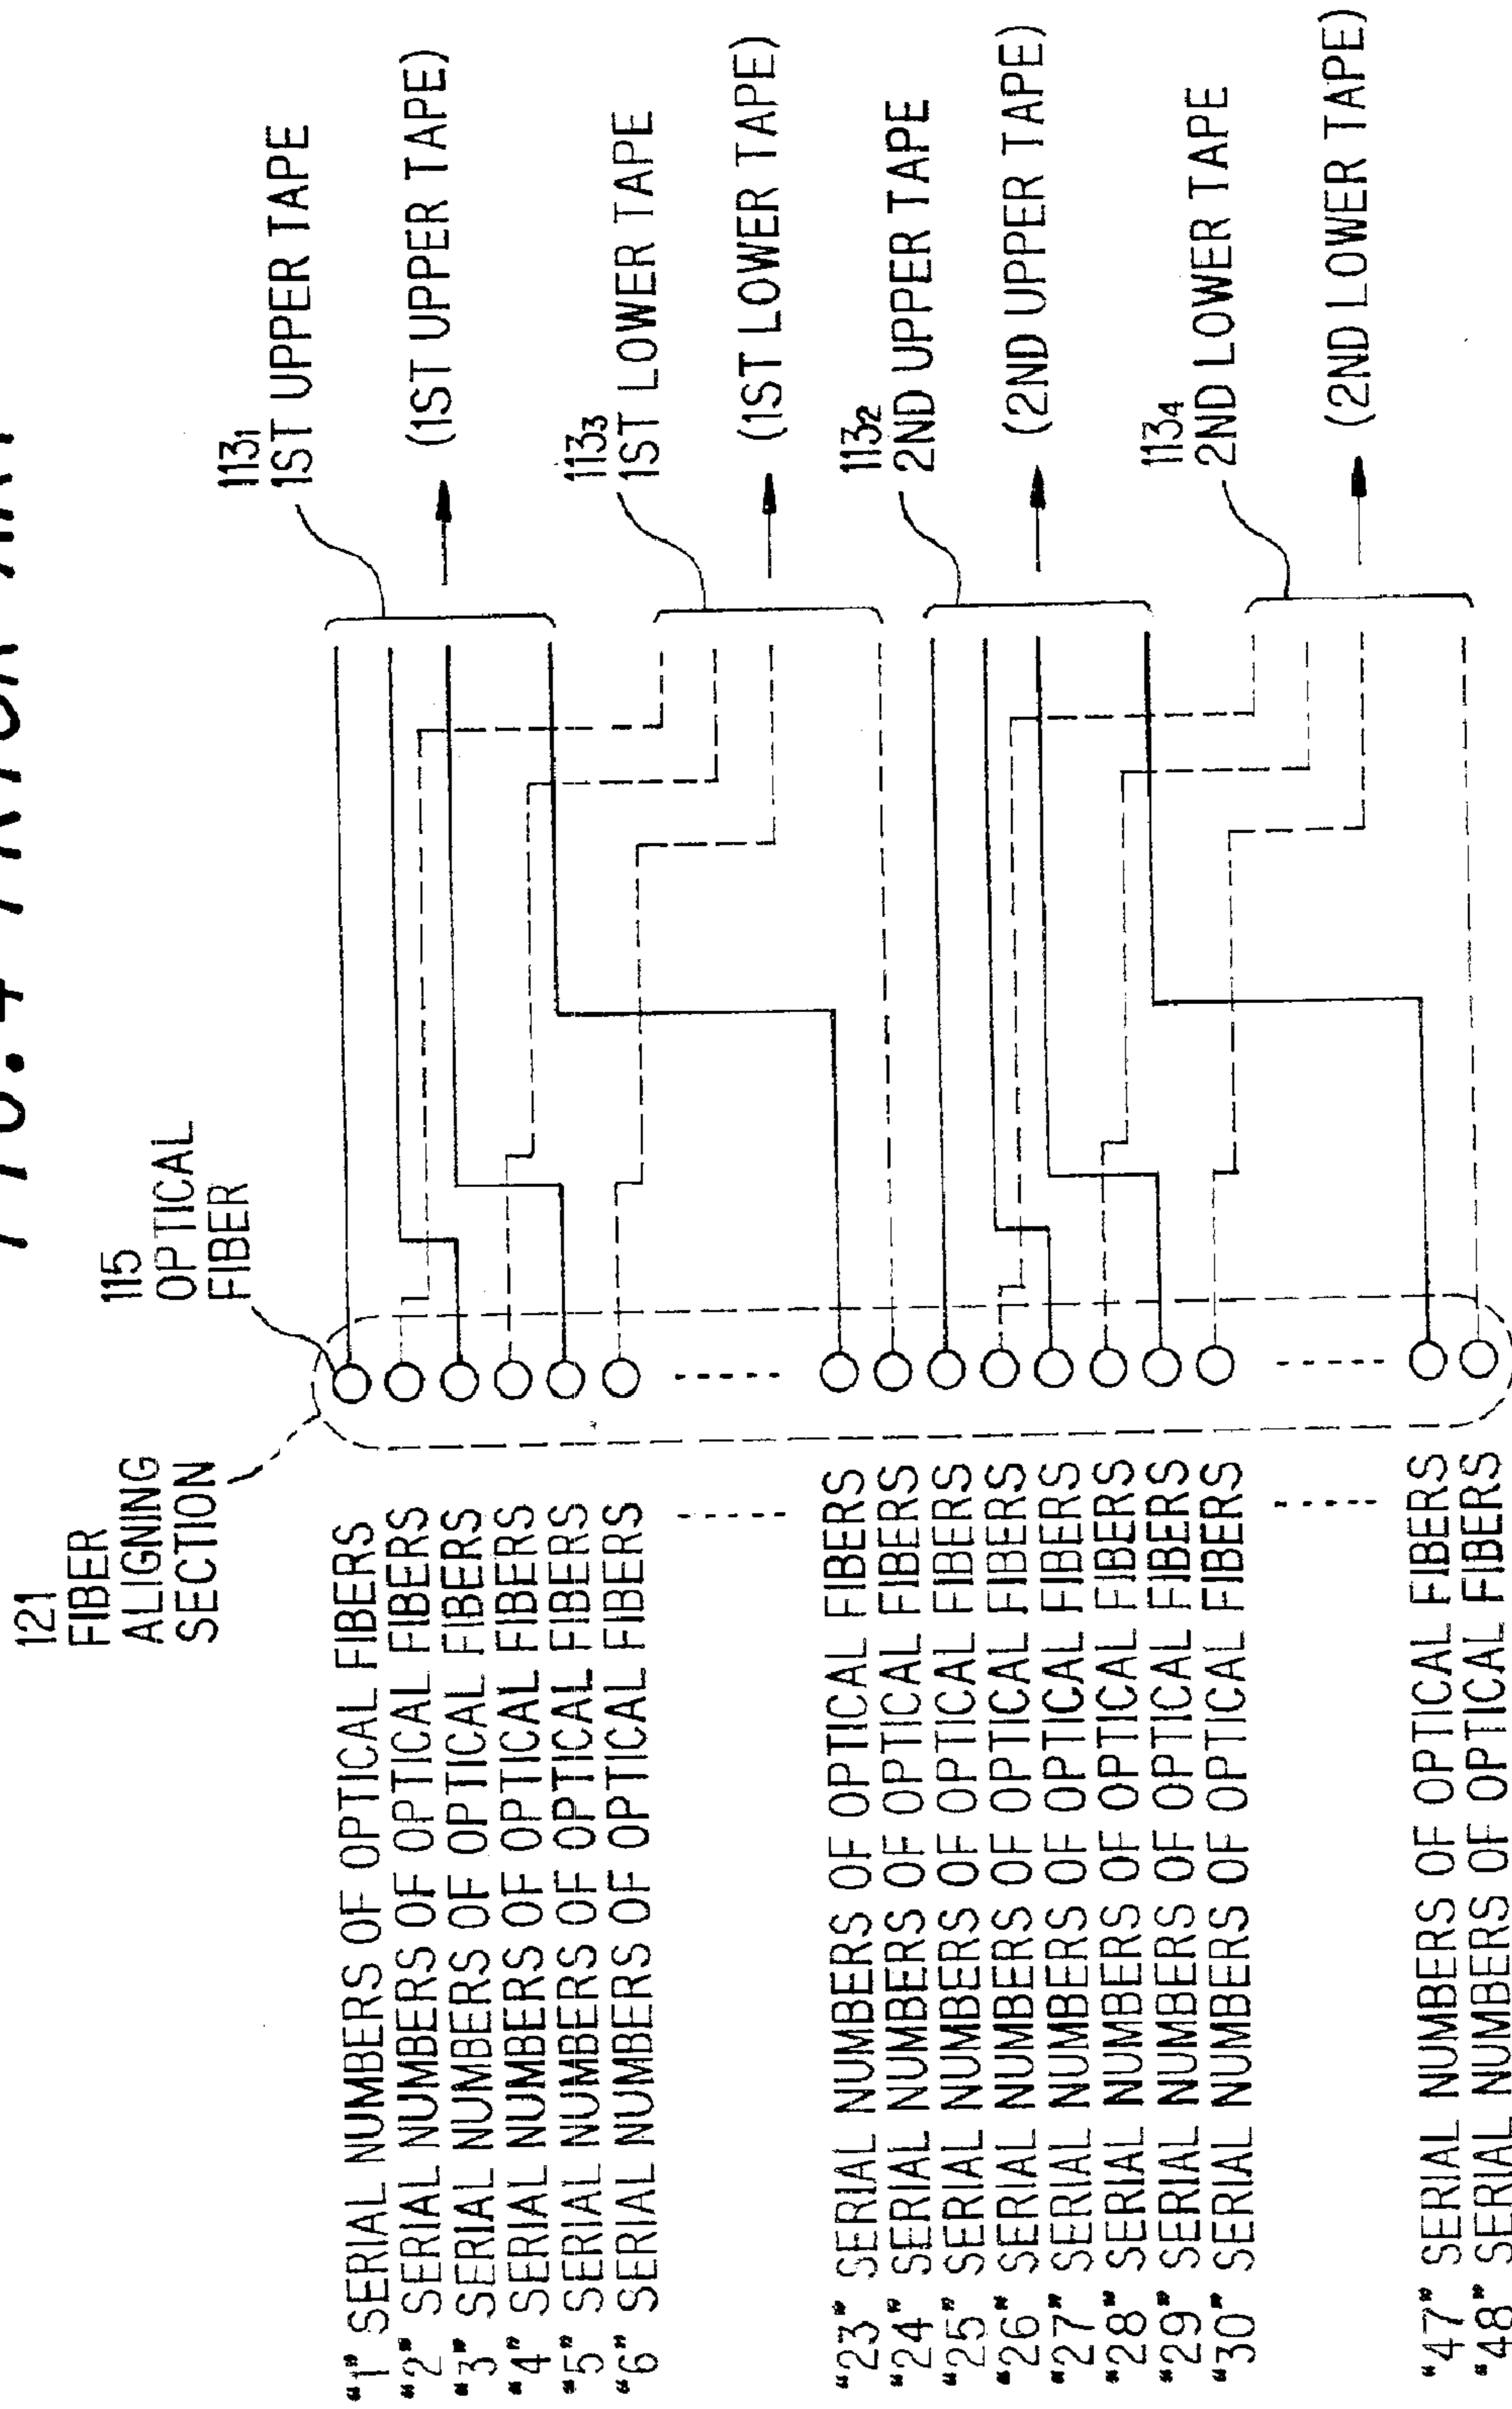 FIG. 4 PRIOR ART
121
FIBER
ALIGNING
SECTION
115
OPTICAL
FIBER
"1" SERIAL NUMBERS OF OPTICAL FIBERS
"2" SERIAL NUMBERS OF OPTICAL FIBERS
"3" SERIAL NUMBERS OF OPTICAL FIBERS
"4" SERIAL NUMBERS OF OPTICAL FIBERS
"5" SERIAL NUMBERS OF OPTICAL FIBERS
"6" SERIAL NUMBERS OF OPTICAL FIBERS
"23" SERIAL NUMBERS OF OPTICAL FIBERS
"24" SERIAL NUMBERS OF OPTICAL FIBERS
"25" SERIAL NUMBERS OF OPTICAL FIBERS
"26" SERIAL NUMBERS OF OPTICAL FIBERS
"27" SERIAL NUMBERS OF OPTICAL FIBERS
"28" SERIAL NUMBERS OF OPTICAL FIBERS
"29" SERIAL NUMBERS OF OPTICAL FIBERS
"30" SERIAL NUMBERS OF OPTICAL FIBERS
"47" SERIAL NUMBERS OF OPTICAL FIBERS
"48" SERIAL NUMBERS OF OPTICAL FIBERS
113₁
1ST UPPER TAPE
(1ST UPPER TAPE)
113₃
1ST LOWER TAPE
(1ST LOWER TAPE)
113₂
2ND UPPER TAPE
(2ND UPPER TAPE)
113₄
2ND LOWER TAPE
(2ND LOWER TAPE)